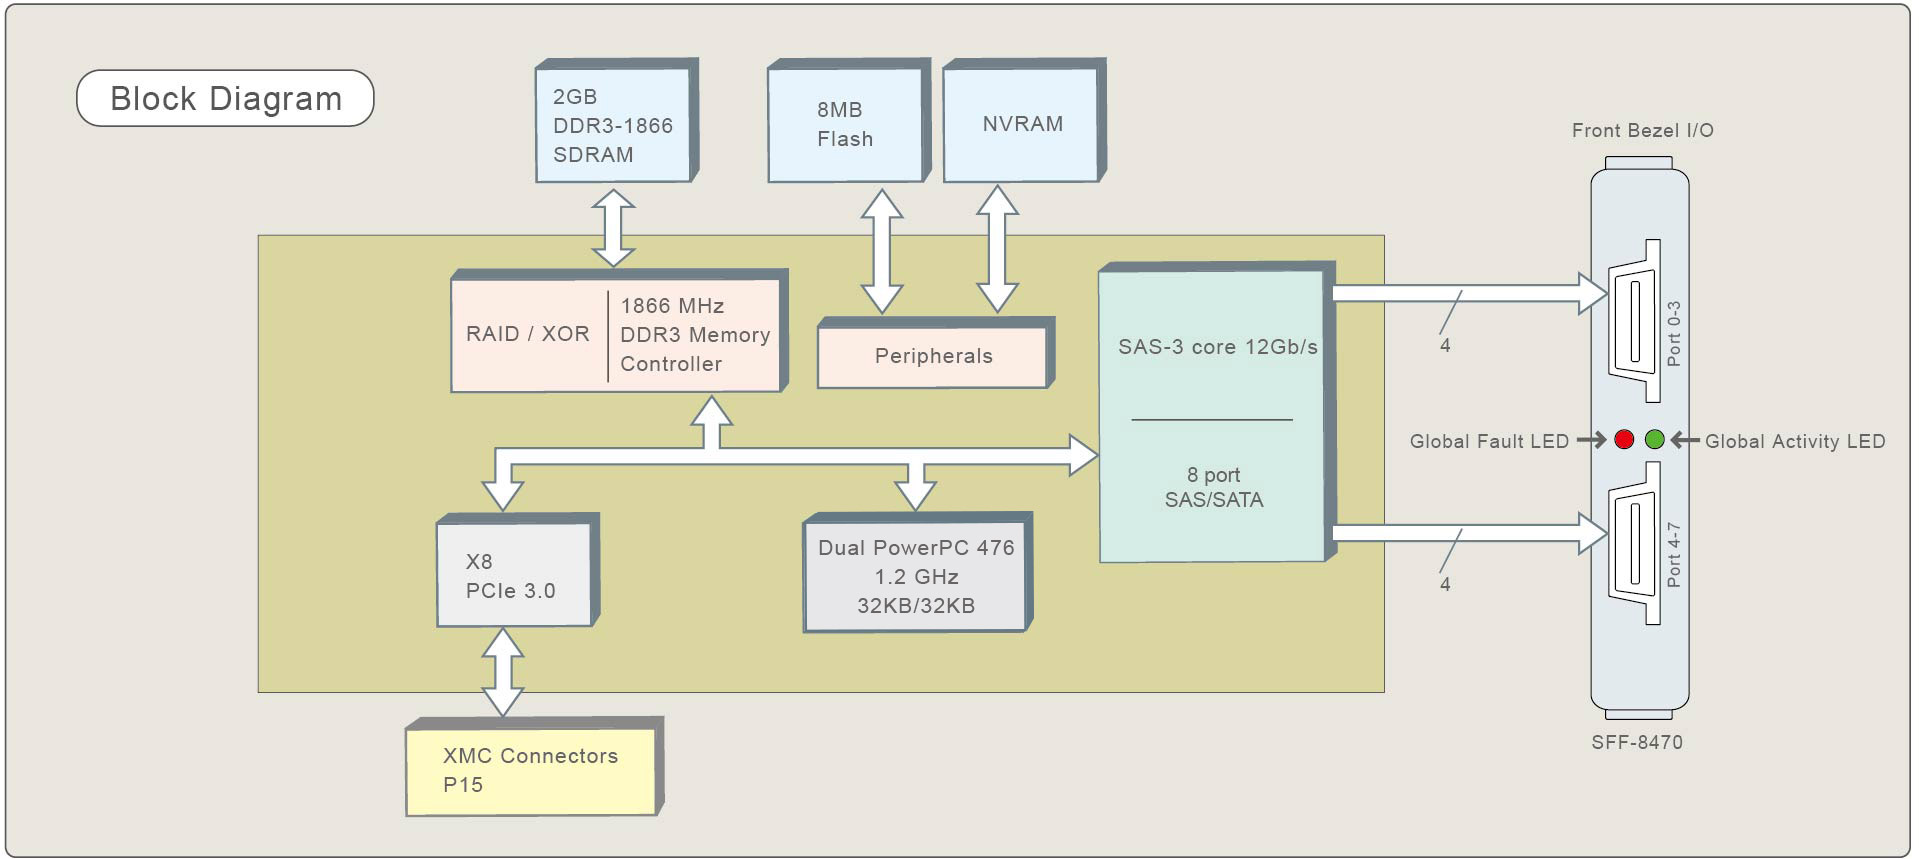 Block Diagram
2GB
DDR3-1866
SDRAM
8MB
Flash
NVRAM
Front Bezel I/O
RAID / XOR
1866 MHz
DDR3 Memory
Controller
Peripherals
SAS-3 core 12Gb/s
8 port
SAS/SATA
4
Port 0-3
Global Fault LED
Global Activity LED
4
Port 4-7
X8
PCIe 3.0
Dual PowerPC 476
1.2 GHz
32KB/32KB
SFF-8470
XMC Connectors
P15